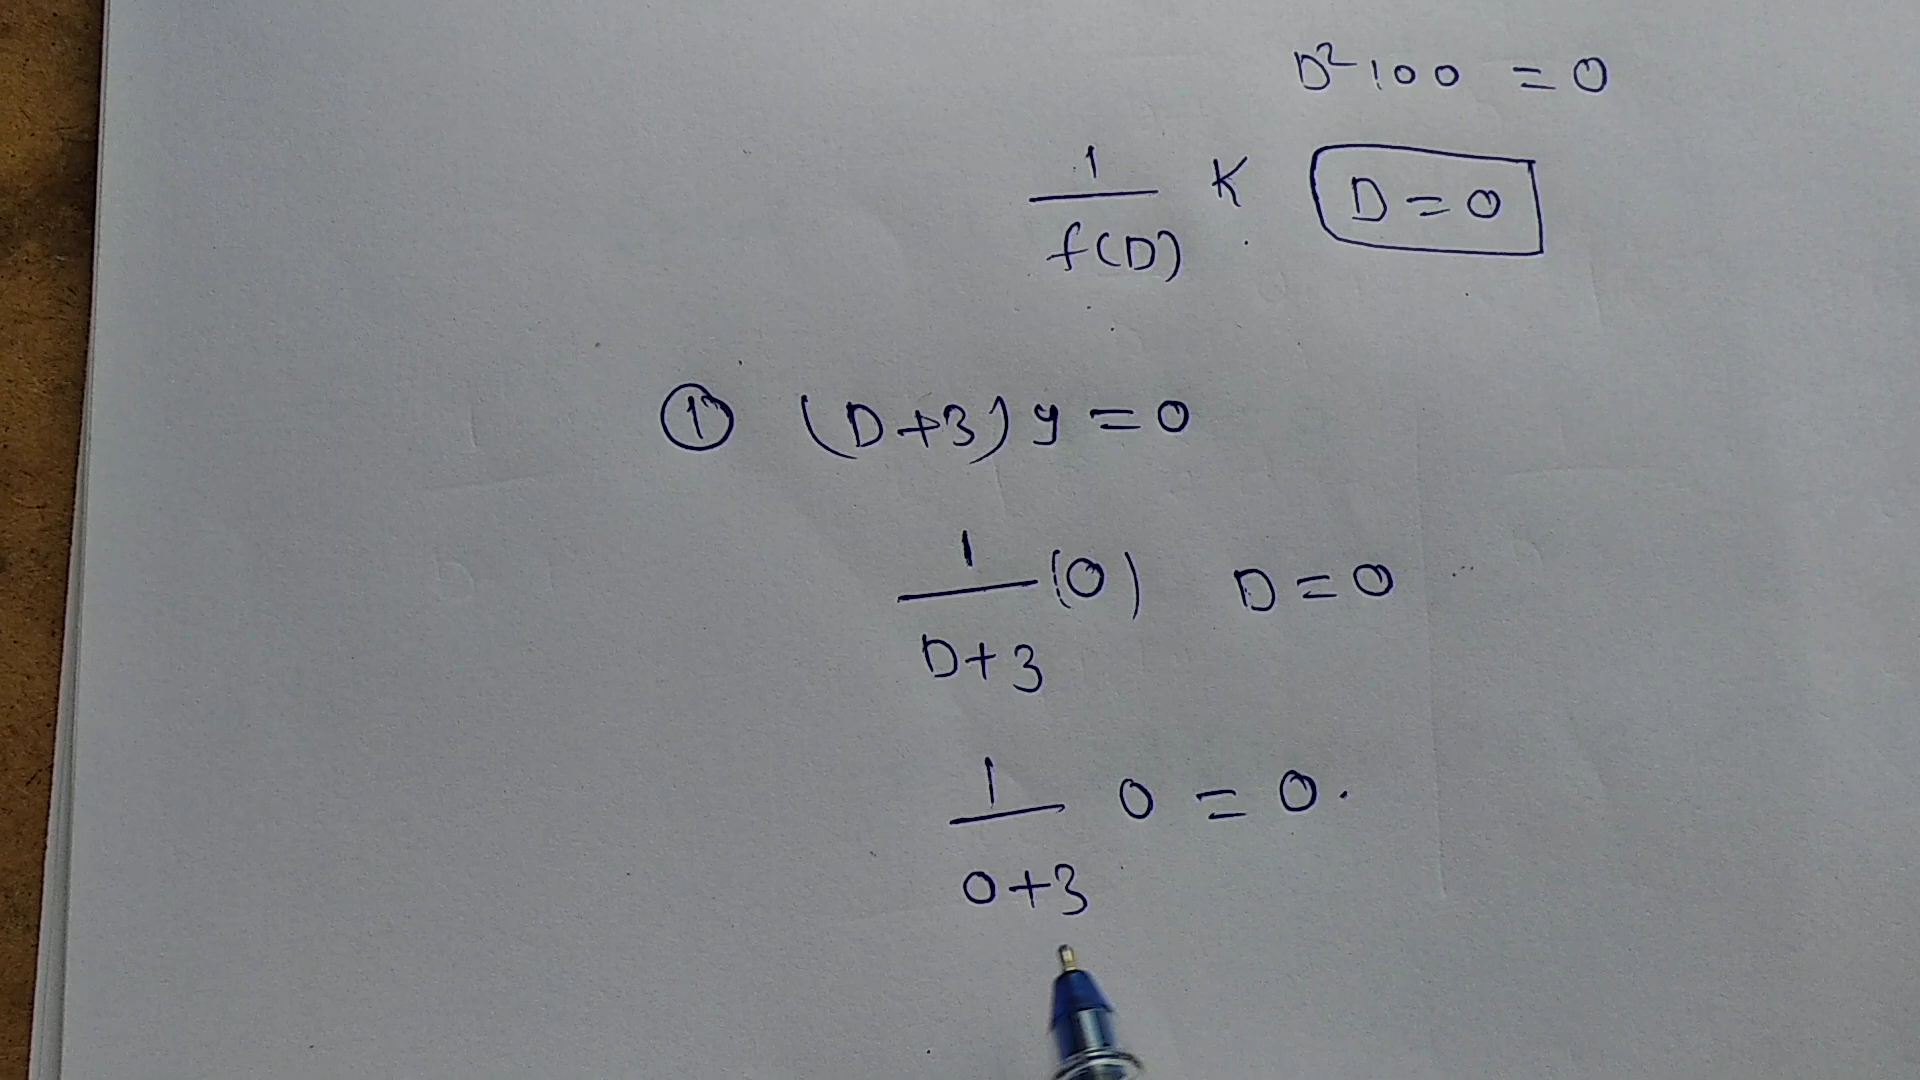 D² 100 = 0
1/f(D) K D = 0
① (D+3) y = 0
1/D+3 (0) D = 0
1/0+3 0 = 0.